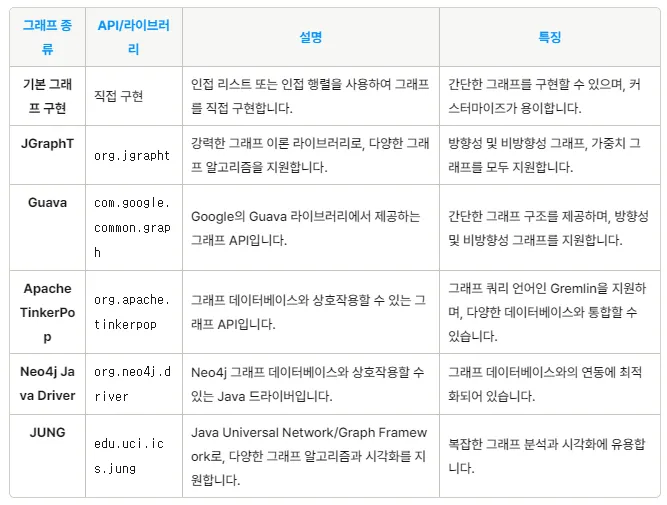 그래프 종
류
API/라이브러
리
설명
특징
기본 그래
프 구현
직접 구현
인접 리스트 또는 인접 행렬을 사용하여 그래프
를 직접 구현합니다.
간단한 그래프를 구현할 수 있으며, 커
스터마이즈가 용이합니다.
JGraphT
org.jgrapht
강력한 그래프 이론 라이브러리로, 다양한 그래
프 알고리즘을 지원합니다.
방향성 및 비방향성 그래프, 가중치 그
래프를 모두 지원합니다.
Guava
com.google.
common.grap
h
Google의 Guava 라이브러리에서 제공하는
그래프 API입니다.
간단한 그래프 구조를 제공하며, 방향성
및 비방향성 그래프를 지원합니다.
Apache
TinkerPo
p
org.apache.
tinkerpop
그래프 데이터베이스와 상호작용할 수 있는 그
래프 API입니다.
그래프 쿼리 언어인 Gremlin을 지원하
며, 다양한 데이터베이스와 통합할 수
있습니다.
Neo4j Ja
va Driver
org.neo4j.d
river
Neo4j 그래프 데이터베이스와 상호작용할 수
있는 Java 드라이버입니다.
그래프 데이터베이스와의 연동에 최적
화되어 있습니다.
JUNG
edu.uci.ic
s.jung
Java Universal Network/Graph Framew
ork로, 다양한 그래프 알고리즘과 시각화를 지
원합니다.
복잡한 그래프 분석과 시각화에 유용합
니다.